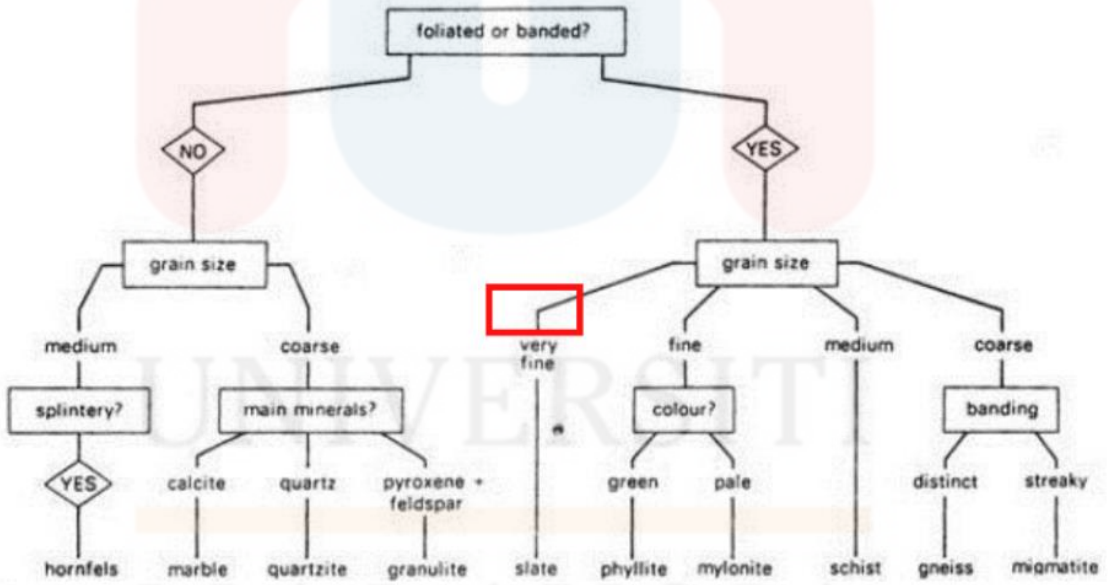 foliated or banded?
NO
YES
grain size
grain size
medium
coarse
very
fine
fine
medium
coarse
splintery?
main minerals?
colour?
banding
YES
calcite
quartz
pyroxene +
feldspar
green
pale
distinct
streaky
hornfels
marble
quartzite
granulite
slate
phyllite
mylonite
schist
gneiss
migmatite
UNIVERSITI